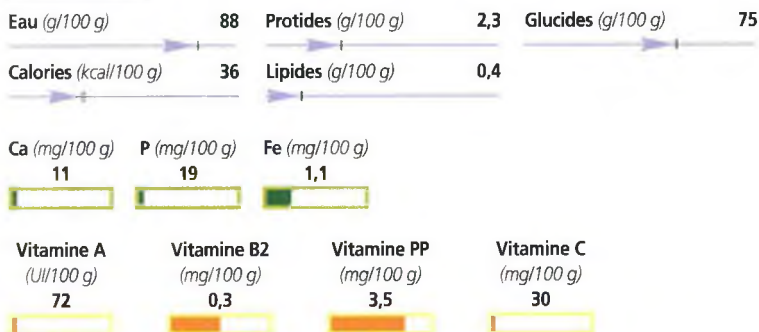 Eau (g/100 g) 88 Protides (g/100 g) 2,3 Glucides (g/100 g) 75
Calories (kcal/100 g) 36 Lipides (g/100 g) 0,4
Ca (mg/100 g) P (mg/100 g) Fe (mg/100 g)
11 19 1,1
Vitamine A Vitamine B2 Vitamine PP Vitamine C
(UI/100 g) (mg/100 g) (mg/100 g) (mg/100 g)
72 0,3 3,5 30